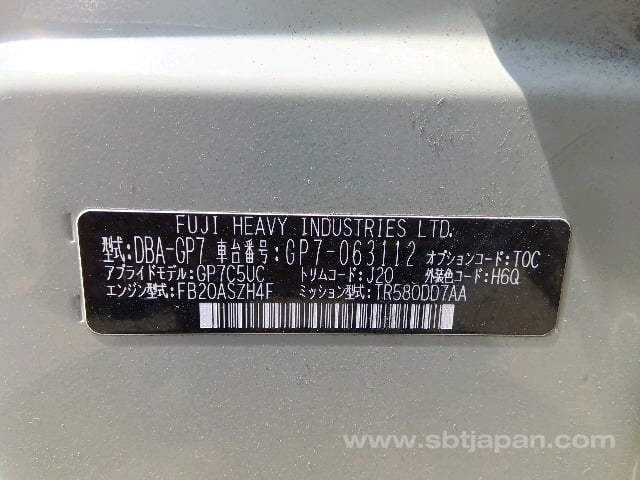 FUJI HEAVY INDUSTRIES LTD.
型式:DBA-GP7 車台番号:GP7-063112 オプションコード:TOC
アプライドモデル:GP7C5UC トリムコード:J20 外装色コード:H6Q
エンジン型式:FB20ASZH4F ミッション型式:TR580DD7AA
www.sbtjapan.com